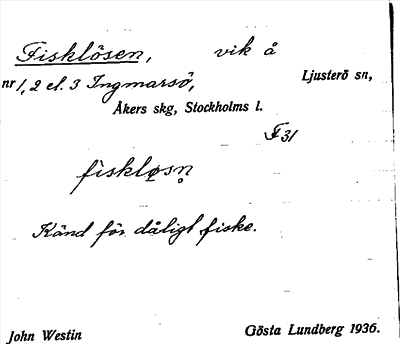 Fisklösen, vik å
nr 1, 2 el. 3 Ingmarsö, Ljusterö sn,
Åkers skg, Stockholms l.
F 31
fiskløsn̥
Känd för dåligt fiske.
John Westin Gösta Lundberg 1936.